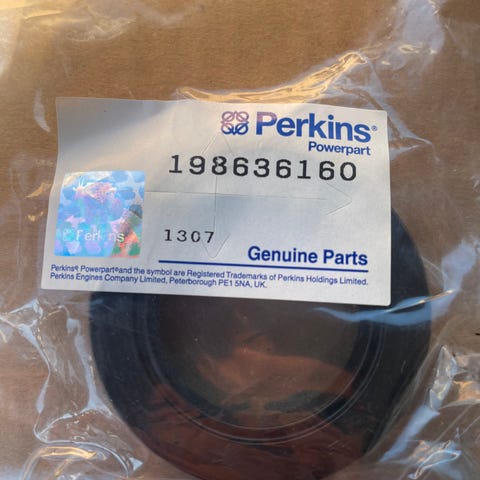 Perkins®
Powerpart
198636160
Perkins
1307
Genuine Parts
Perkins® Powerpart® and the symbol are Registered Trademarks of Perkins Holdings Limited.
Perkins Engines Company Limited, Peterborough PE1 5NA, UK.